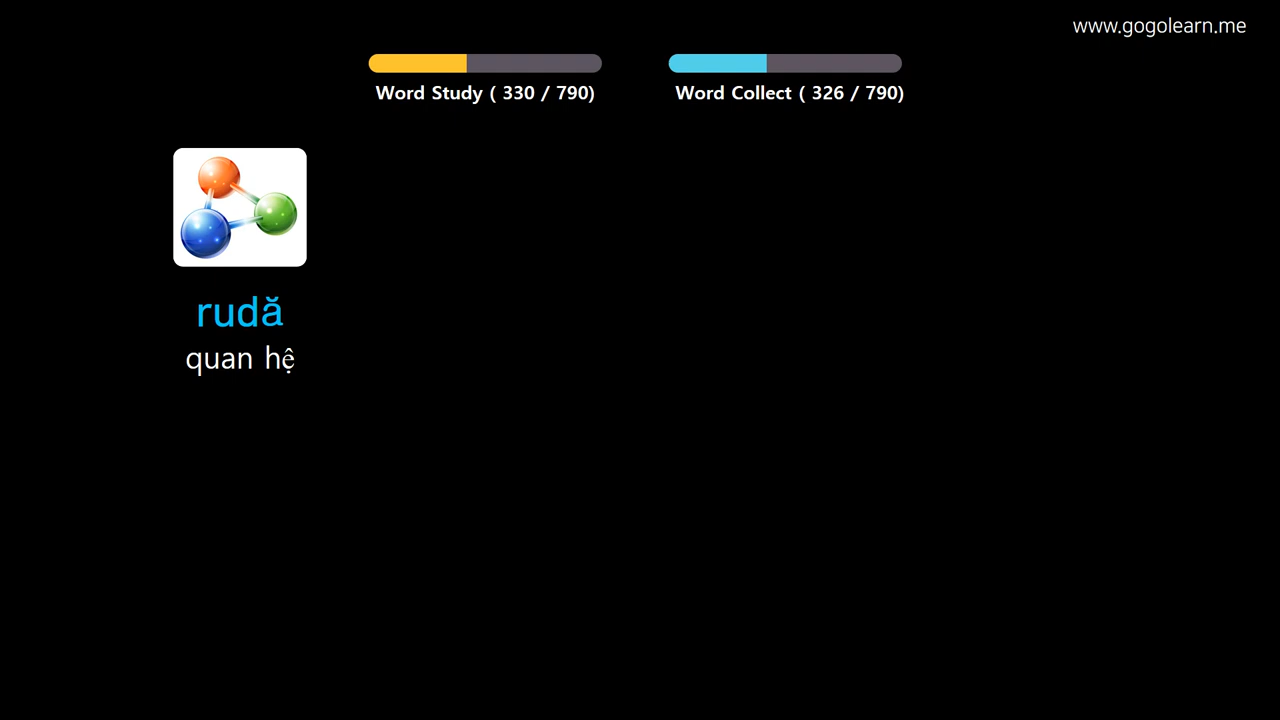 www.gogolearn.me
Word Study ( 330 / 790)
Word Collect ( 326 / 790)
rudă
quan hệ